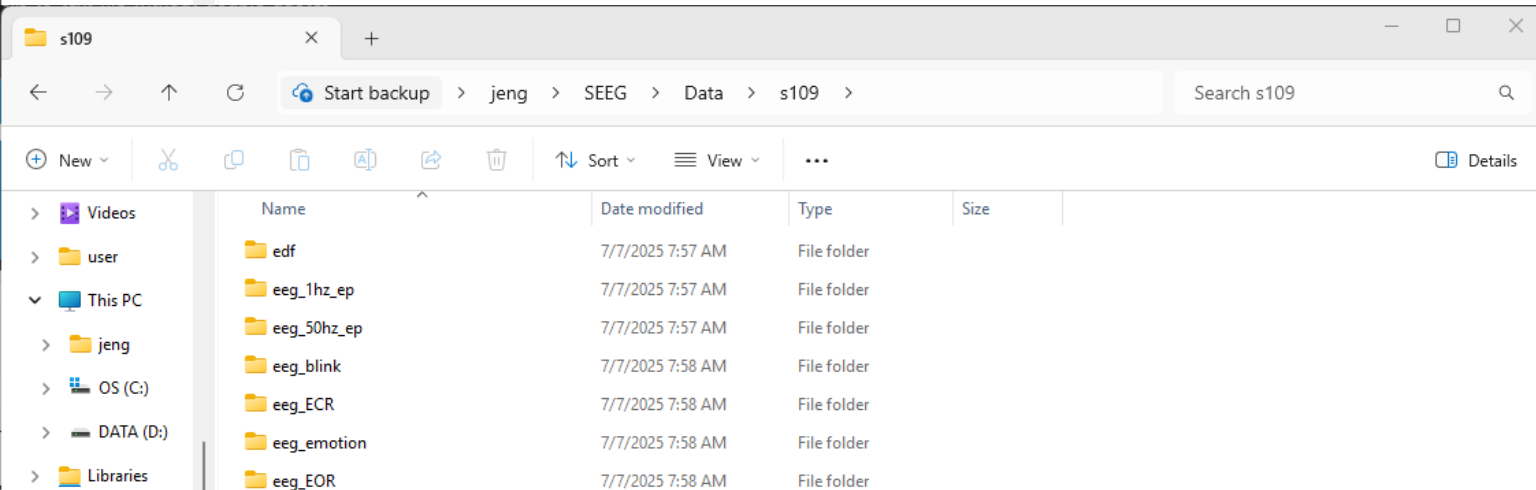 s109
Start backup > jeng > SEEG > Data > s109 >
Search s109
New
Sort
View
Details
Videos
user
This PC
jeng
OS (C:)
DATA (D:)
Libraries
Name Date modified Type Size
edf 7/7/2025 7:57 AM File folder
eeg_1hz_ep 7/7/2025 7:57 AM File folder
eeg_50hz_ep 7/7/2025 7:57 AM File folder
eeg_blink 7/7/2025 7:58 AM File folder
eeg_ECR 7/7/2025 7:58 AM File folder
eeg_emotion 7/7/2025 7:58 AM File folder
eeg_EOR 7/7/2025 7:58 AM File folder